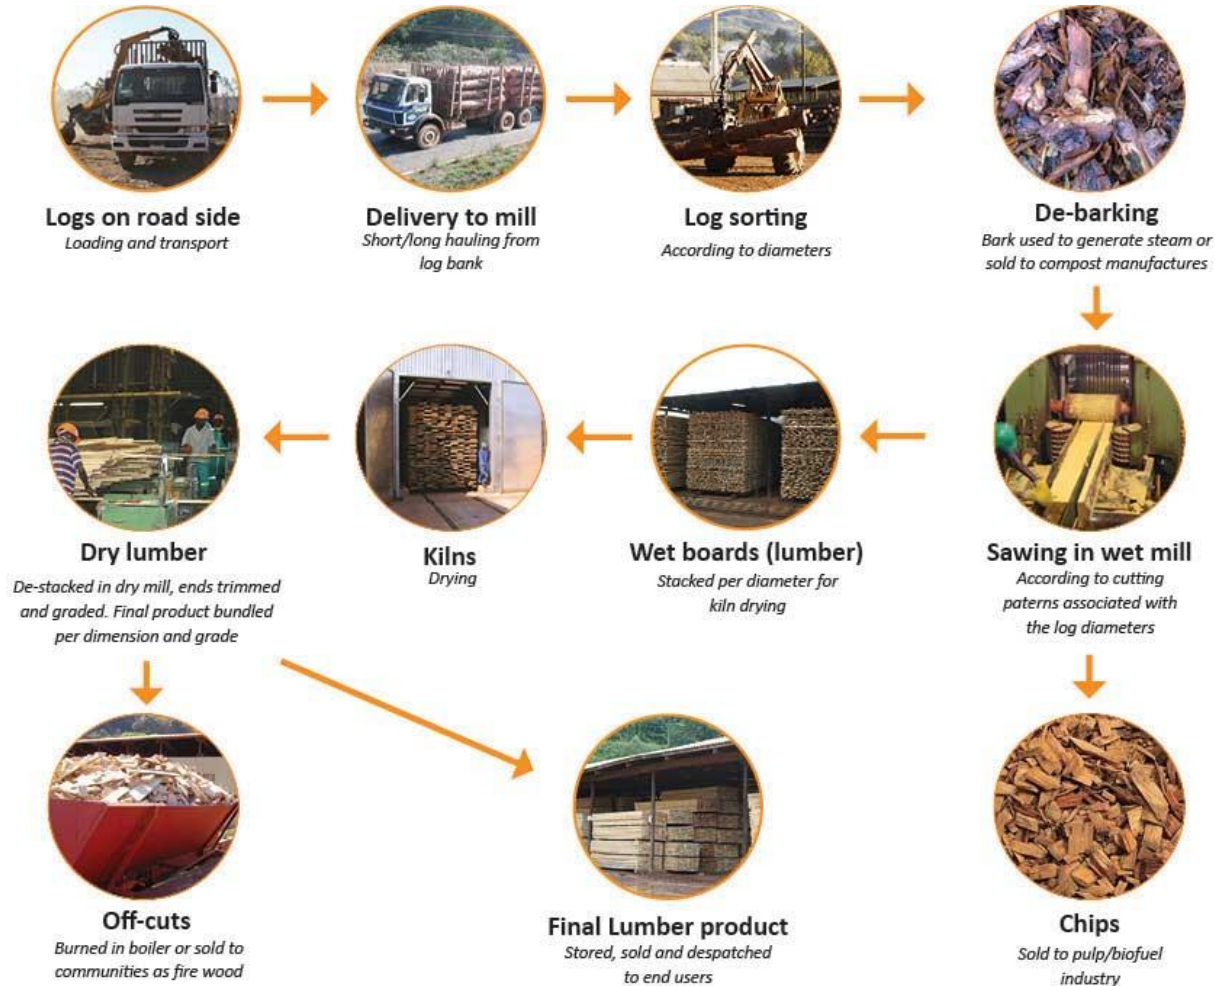 Logs on road side
Loading and transport
Delivery to mill
Short/long hauling from
log bank
Log sorting
According to diameters
De-barking
Bark used to generate steam or
sold to compost manufactures
Dry lumber
De-stacked in dry mill, ends trimmed
and graded. Final product bundled
per dimension and grade
Kilns
Drying
Wet boards (lumber)
Stacked per diameter for
kiln drying
Sawing in wet mill
According to cutting
paterns associated with
the log diameters
Off-cuts
Burned in boiler or sold to
communities as fire wood
Final Lumber product
Stored, sold and despatched
to end users
Chips
Sold to pulp/biofuel
industry